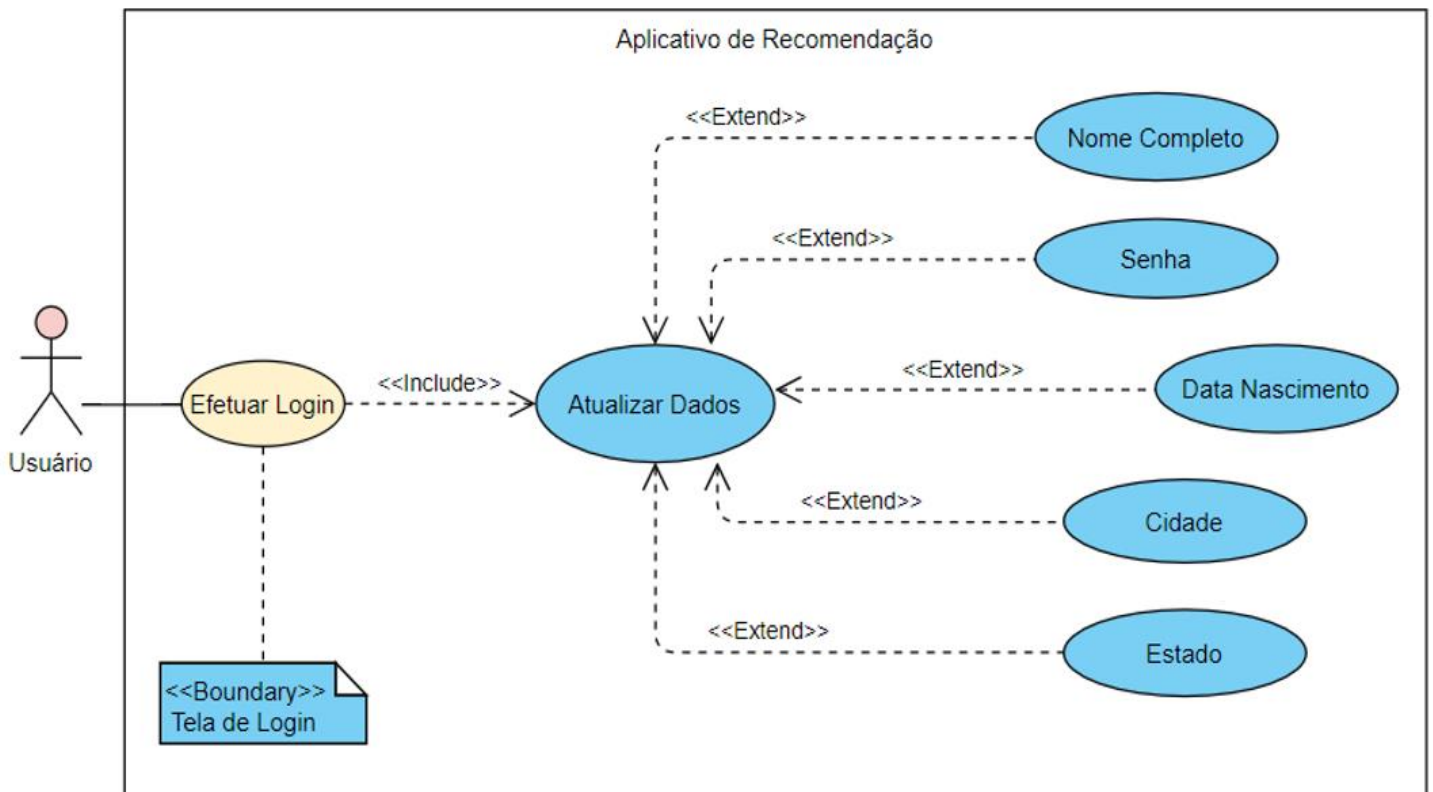 Aplicativo de Recomendação
<<Extend>>
Nome Completo
<<Extend>>
Senha
<<Extend>>
Data Nascimento
<<Include>>
Efetuar Login
Atualizar Dados
Usuário
<<Extend>>
Cidade
<<Extend>>
Estado
<<Boundary>>
Tela de Login